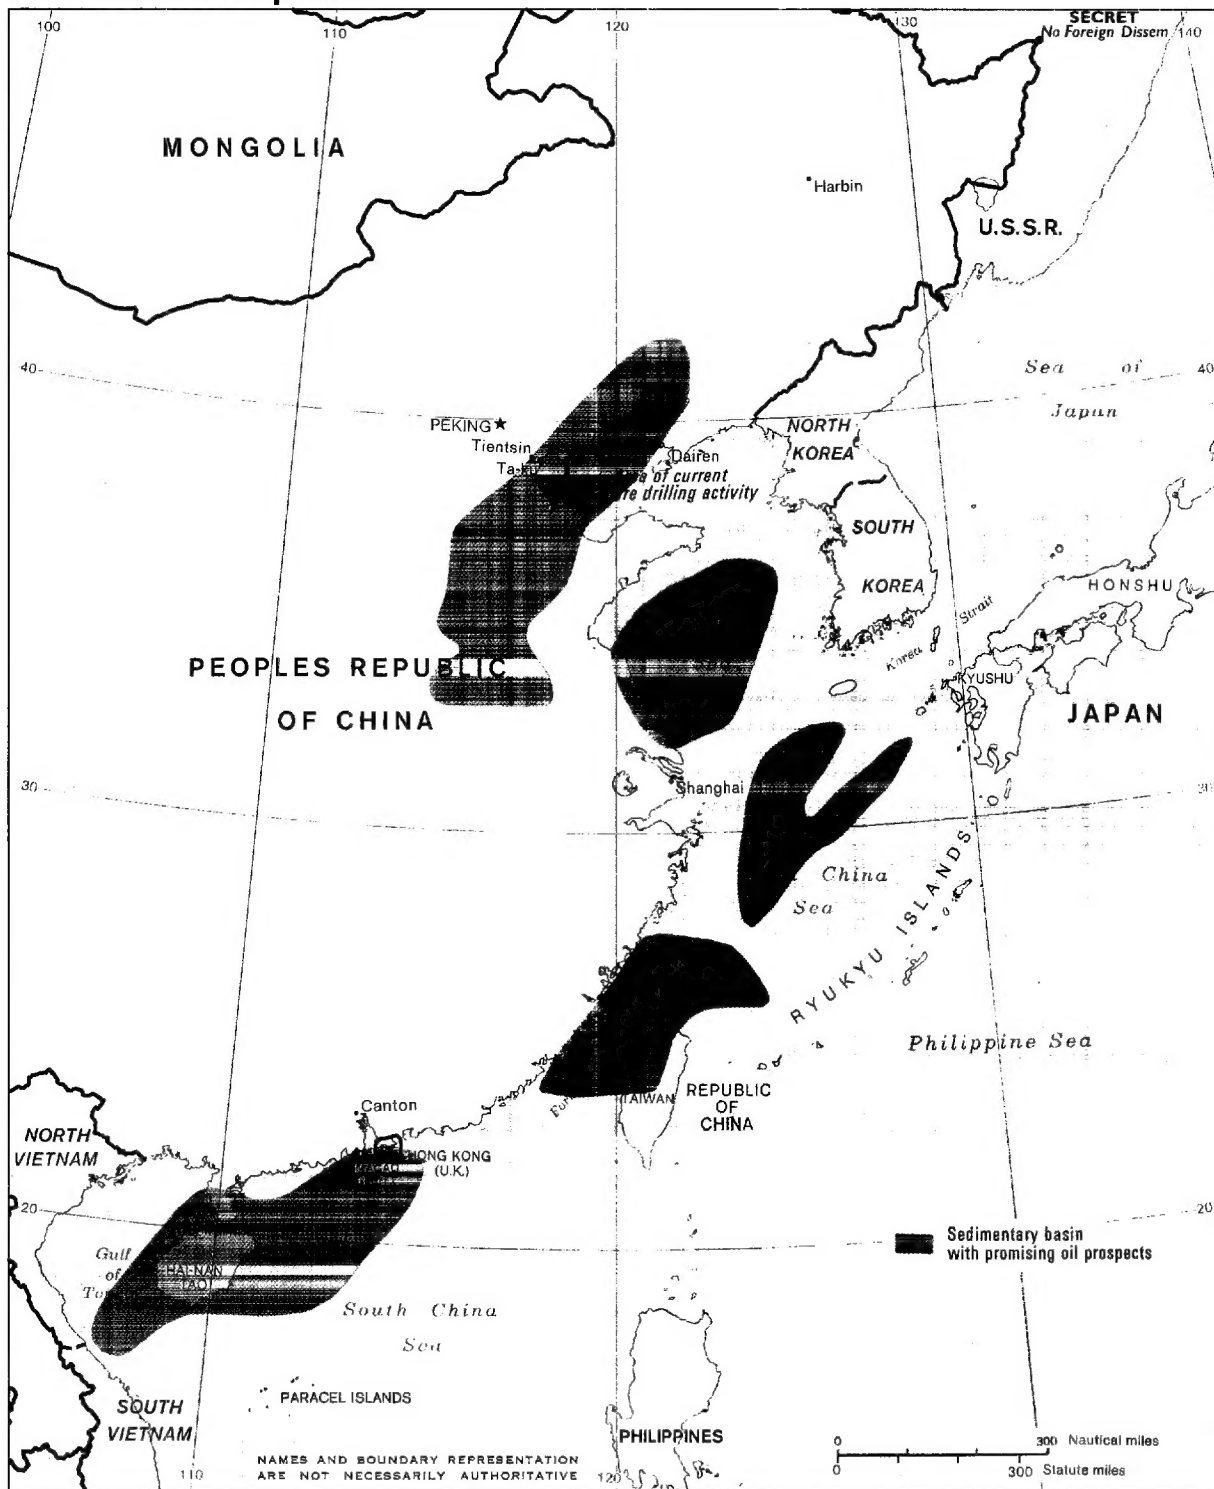 100
110
120
130
SECRET
No Foreign Dissem
140
MONGOLIA
Harbin
U.S.S.R.
40
Sea of
Japan
40
PEKING
Tientsin
Dairen
NORTH
KOREA
of current
drilling activity
SOUTH
KOREA
HONSHU
Korea Strait
PEOPLES REPUBLIC
OF CHINA
KYUSHU
JAPAN
30
Shanghai
30
China
Sea
RYUKYU ISLANDS
Philippine Sea
TAIWAN
REPUBLIC
OF
CHINA
Canton
NORTH
VIETNAM
HONG KONG
(U.K.)
MACAO
20
20
Gulf
of
HAI-NAN
TAO
Sedimentary basin
with promising oil prospects
South China
Sea
PARACEL ISLANDS
SOUTH
VIETNAM
PHILIPPINES
0 300 Nautical miles
0 300 Statute miles
NAMES AND BOUNDARY REPRESENTATION
ARE NOT NECESSARILY AUTHORITATIVE
110
120